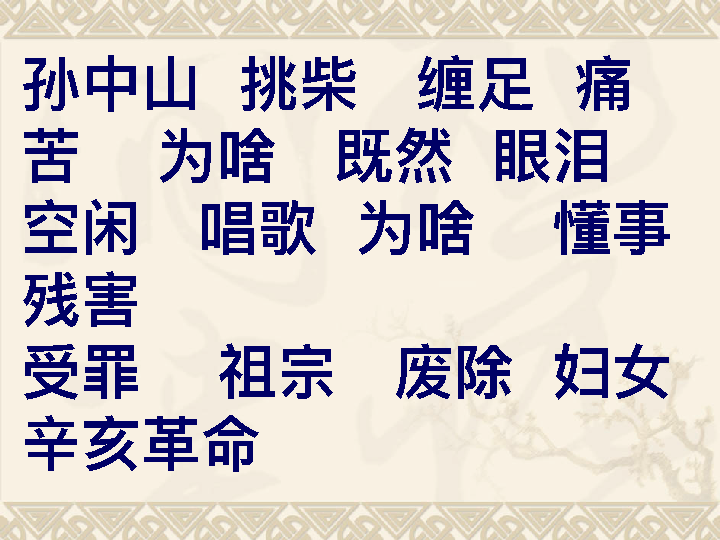 孙中山 挑柴 缠足 痛
苦 为啥 既然 眼泪
空闲 唱歌 为啥 懂事
残害
受罪 祖宗 废除 妇女
辛亥革命